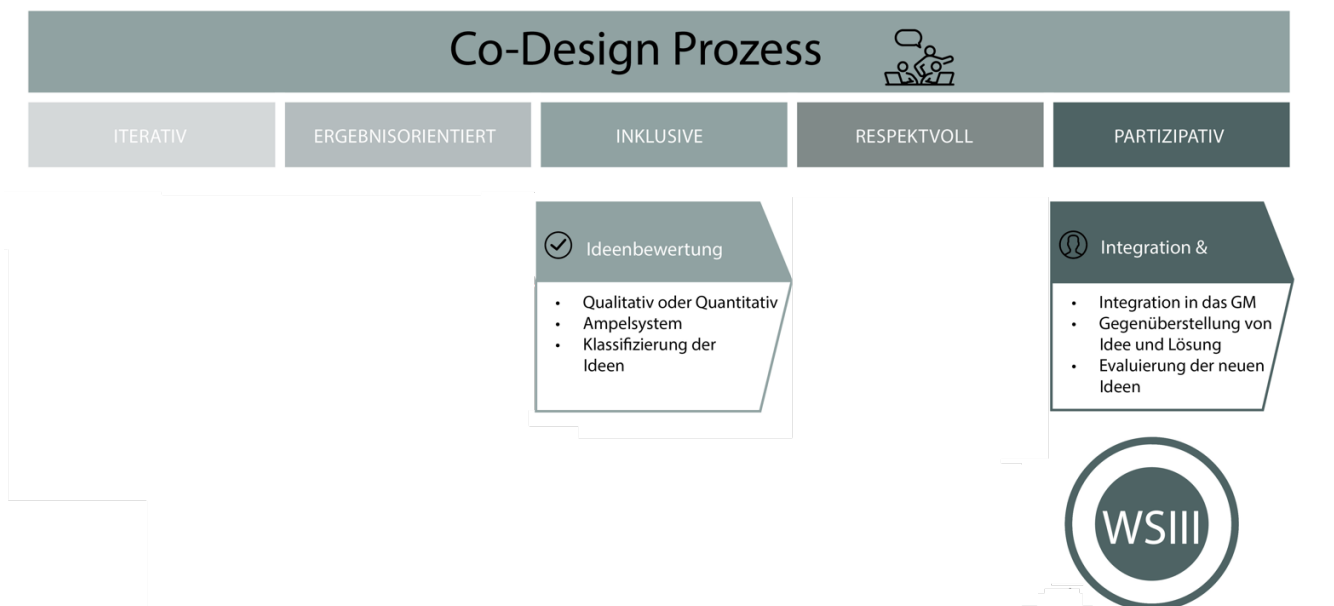 Co-Design Prozess
ITERATIV
ERGEBNISORIENTIERT
INKLUSIVE
RESPEKTVOLL
PARTIZIPATIV
Ideenbewertung
• Qualitativ oder Quantitativ
• Ampelsystem
• Klassifizierung der
Ideen
Integration &
• Integration in das GM
• Gegenüberstellung von
Idee und Lösung
• Evaluierung der neuen
Ideen
WSIII